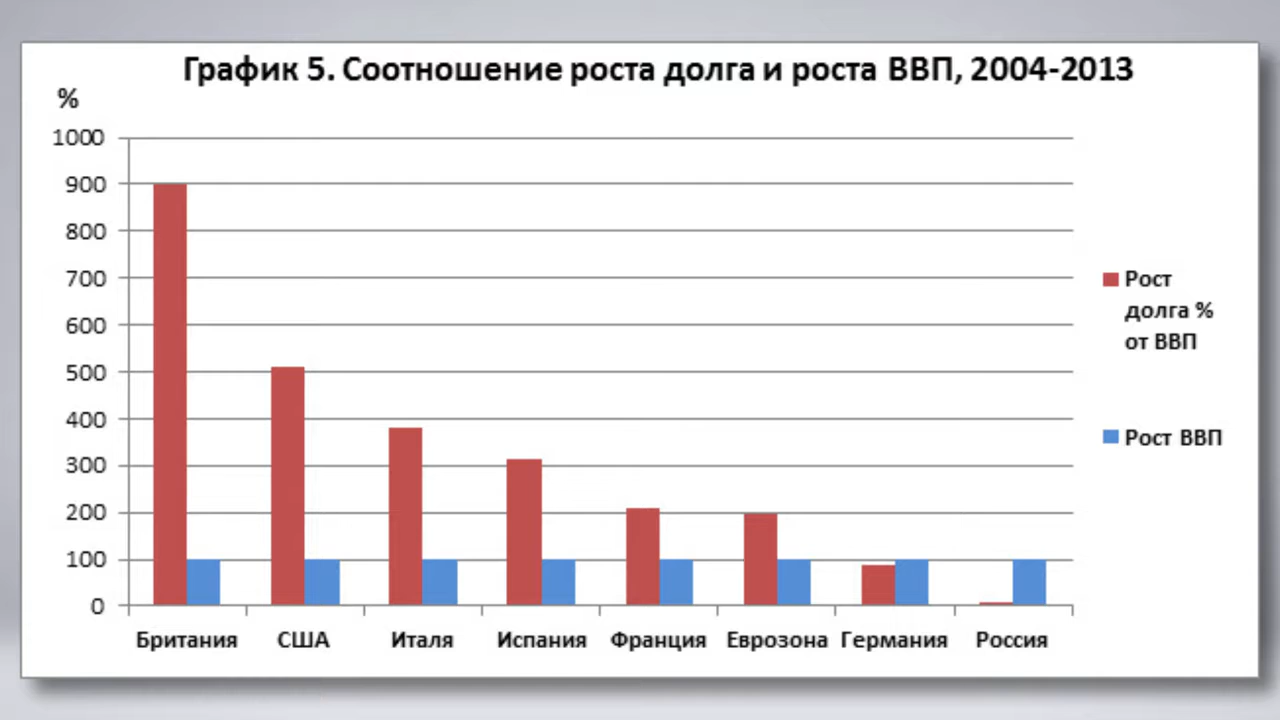 График 5. Соотношение роста долга и роста ВВП, 2004-2013
%
1000
900
800
700
600
500
400
300
200
100
0
Британия США Италя Испания Франция Еврозона Германия Россия
Рост
долга %
от ВВП
Рост ВВП